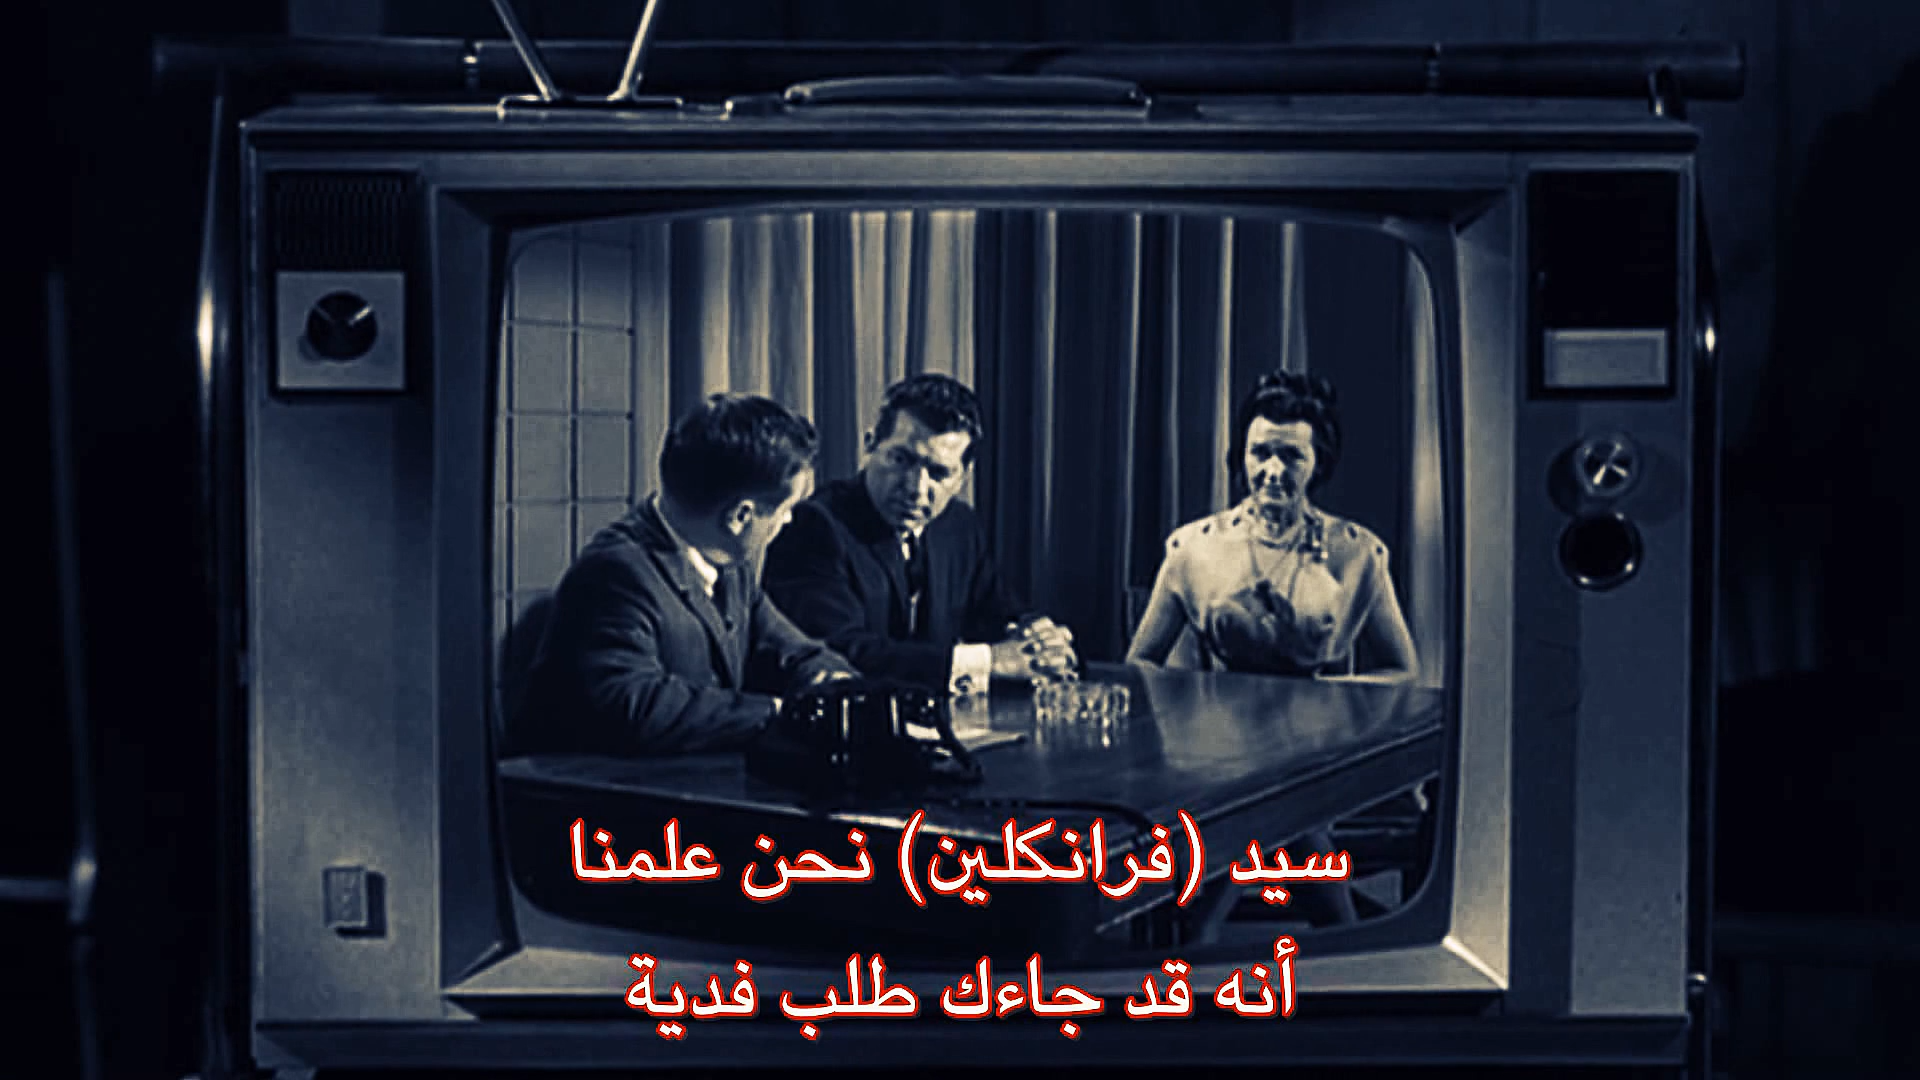 سيد (فرانكلين) نحن علمنا
أنه قد جاءك طلب فدية